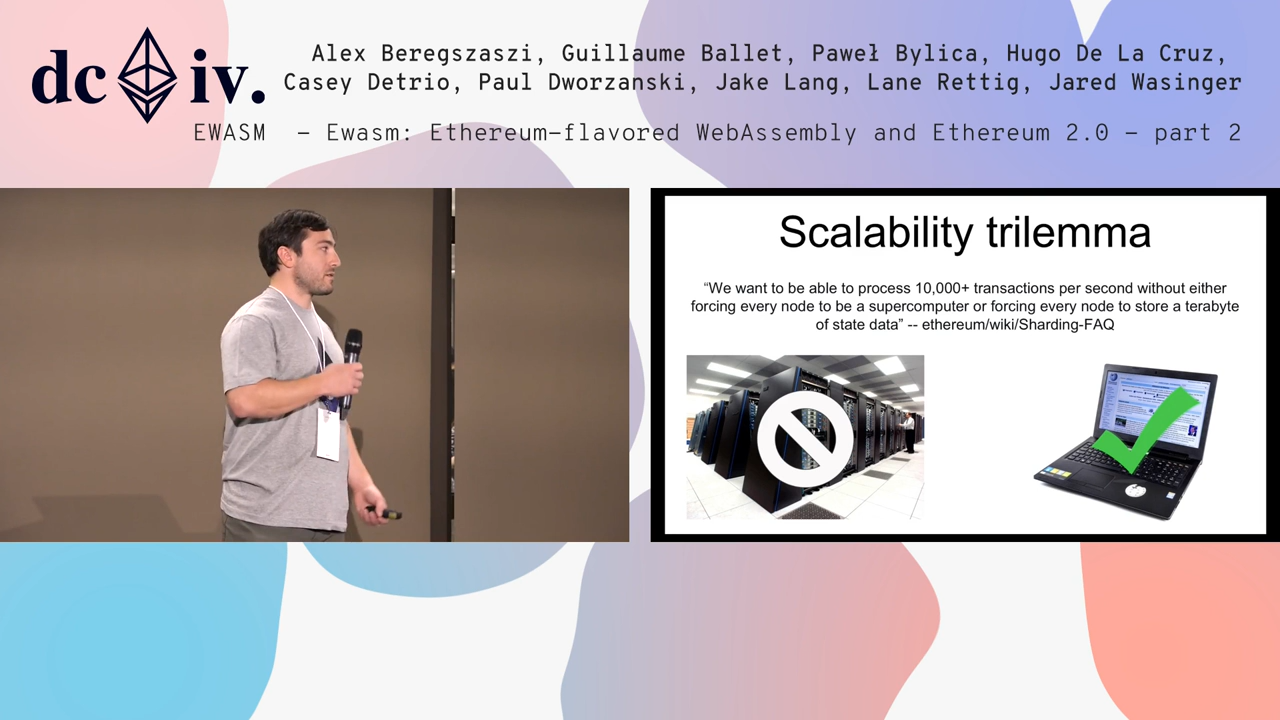 dc iv.
Alex Beregszaszi, Guillaume Ballet, Paweł Bylica, Hugo De La Cruz,
Casey Detrio, Paul Dworzanski, Jake Lang, Lane Rettig, Jared Wasinger
EWASM - Ewasm: Ethereum-flavored WebAssembly and Ethereum 2.0 - part 2
Scalability trilemma
“We want to be able to process 10,000+ transactions per second without either
forcing every node to be a supercomputer or forcing every node to store a terabyte
of state data” -- ethereum/wiki/Sharding-FAQ